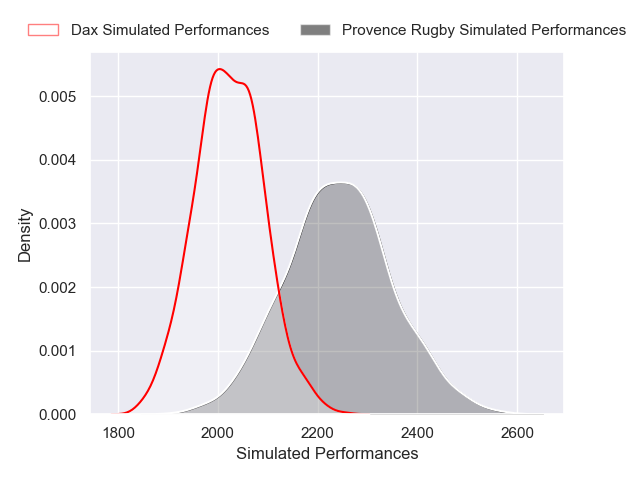 Dax Simulated Performances
Provence Rugby Simulated Performances
Density
0.005
0.004
0.003
0.002
0.001
0.000
1800
2000
2200
2400
2600
Simulated Performances